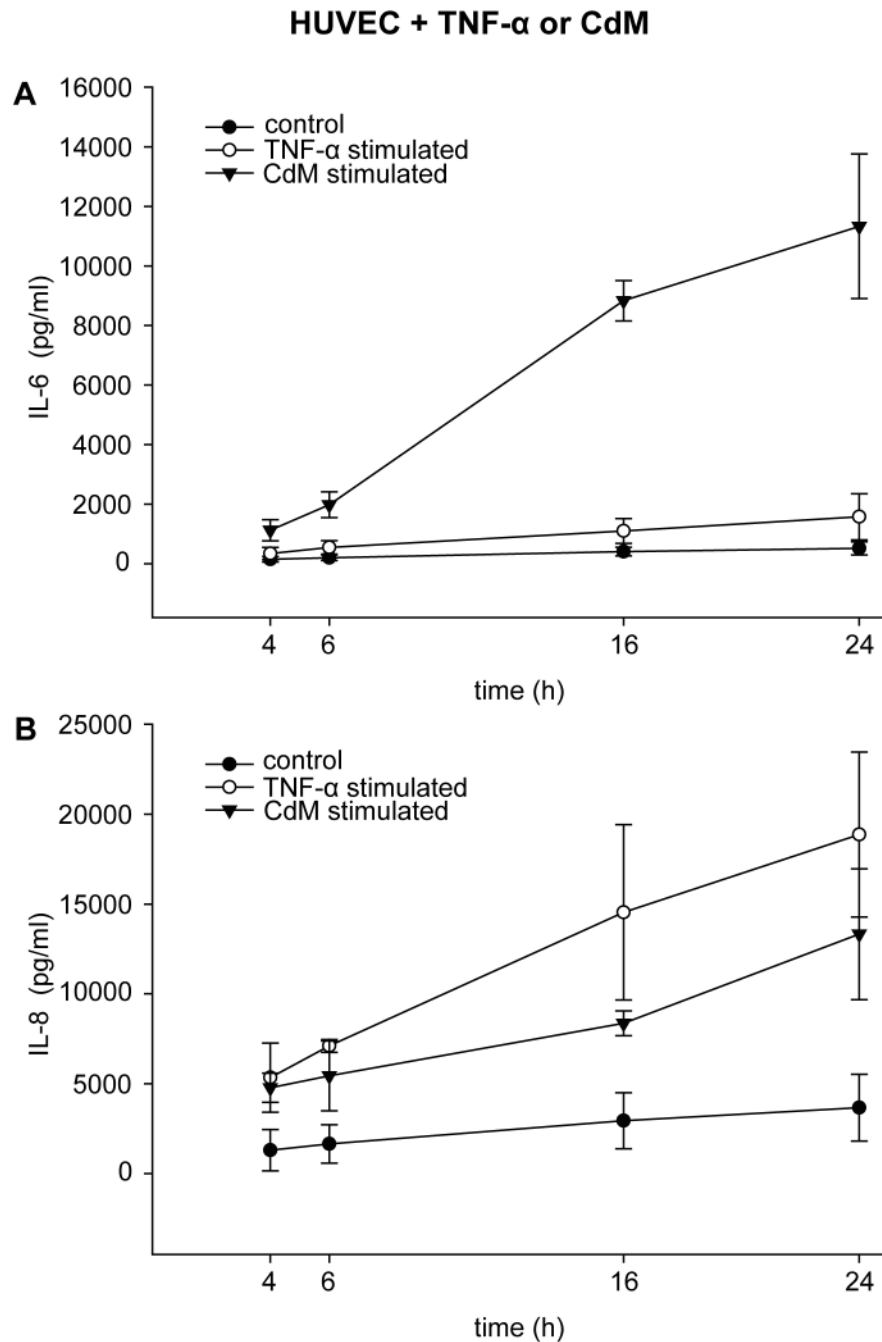 HUVEC + TNF-α or CdM
A
16000
14000
12000
10000
8000
6000
4000
2000
0
IL-6 (pg/ml)
control
TNF-α stimulated
CdM stimulated
4 6 16 24
time (h)
B
25000
20000
15000
10000
5000
0
IL-8 (pg/ml)
control
TNF-α stimulated
CdM stimulated
4 6 16 24
time (h)